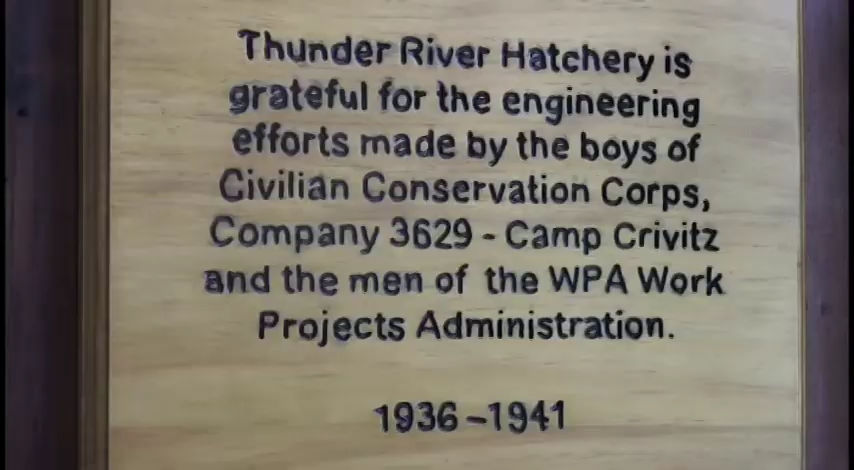 Thunder River Hatchery is
grateful for the engineering
efforts made by the boys of
Civilian Conservation Corps,
Company 3629 - Camp Crivitz
and the men of the WPA Work
Projects Administration.
1936-1941